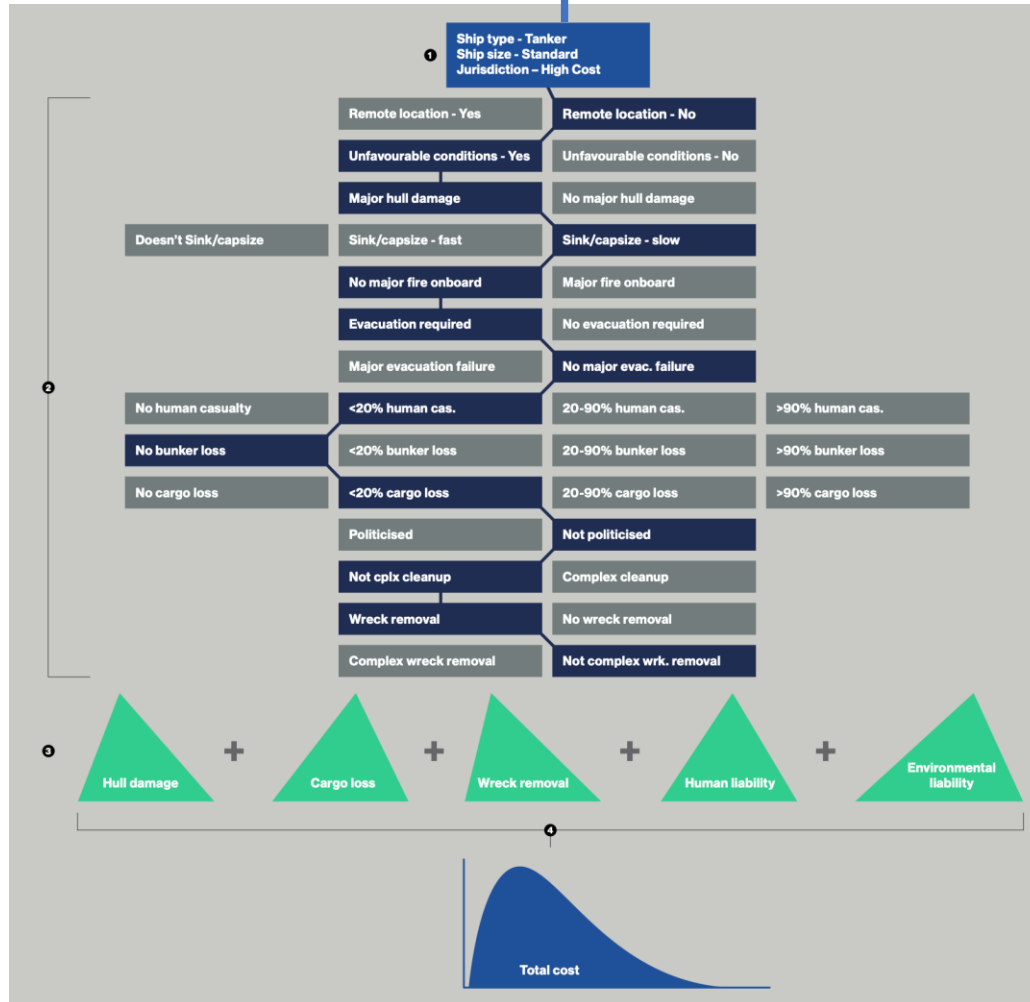 1
Ship type - Tanker
Ship size - Standard
Jurisdiction – High Cost
Remote location - Yes
Remote location - No
Unfavourable conditions - Yes
Unfavourable conditions - No
Major hull damage
No major hull damage
Doesn't Sink/capsize
Sink/capsize - fast
Sink/capsize - slow
No major fire onboard
Major fire onboard
Evacuation required
No evacuation required
2
Major evacuation failure
No major evac. failure
No human casualty
<20% human cas.
20-90% human cas.
>90% human cas.
No bunker loss
<20% bunker loss
20-90% bunker loss
>90% bunker loss
No cargo loss
<20% cargo loss
20-90% cargo loss
>90% cargo loss
Politicised
Not politicised
Not cplx cleanup
Complex cleanup
Wreck removal
No wreck removal
Complex wreck removal
Not complex wrk. removal
3
Hull damage
+
Cargo loss
+
Wreck removal
+
Human liability
+
Environmental
liability
4
Total cost